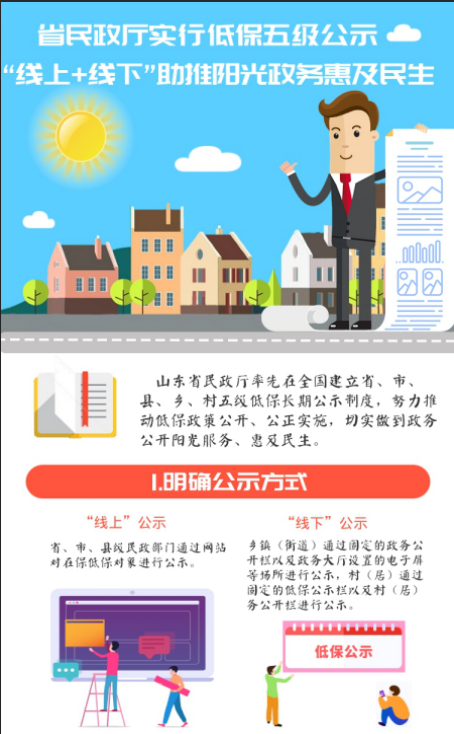 省民政厅实行低保五级公示
“线上+线下”助推阳光政务惠及民生
山东省民政厅率先在全国建立省、市、
县、乡、村五级低保长期公示制度，努力推
动低保政策公开、公正实施，切实做到政务
公开阳光服务、惠及民生。
1.明确公示方式
“线上”公示
省、市、县级民政部门通过网站
对在保低保对象进行公示。
“线下”公示
乡镇（街道）通过固定的政务公
开栏以及政务大厅设置的电子屏
等场所进行公示，村（居）通过
固定的低保公示栏以及村（居）
务公开栏进行公示。
低保公示